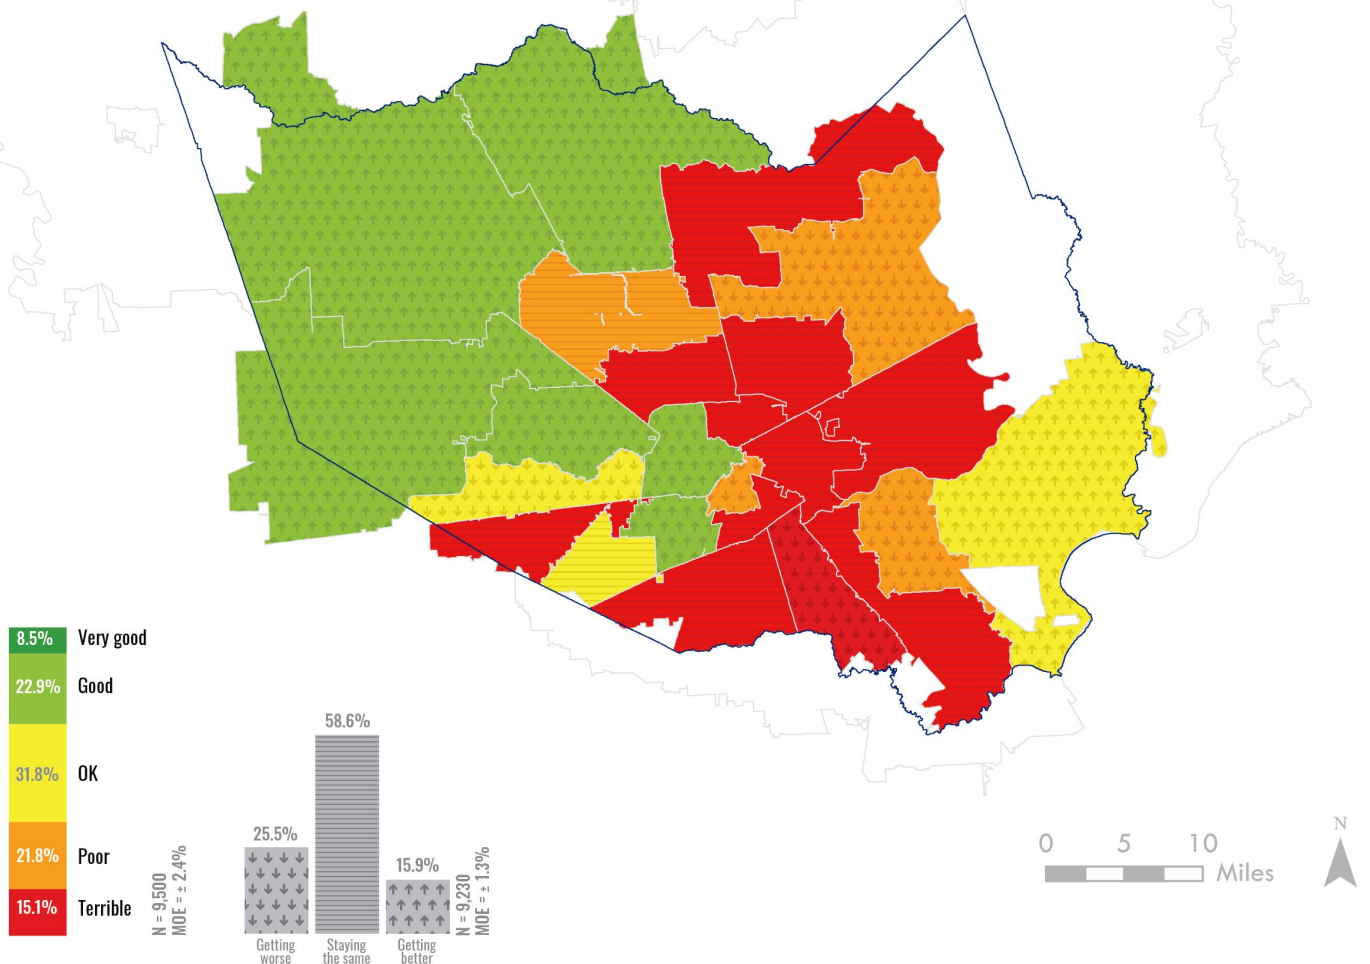 8.5% Very good
22.9% Good
31.8% OK
21.8% Poor
15.1% Terrible
N = 9,500
MOE = ± 2.4%
25.5%
58.6%
15.9%
Getting
worse
Staying
the same
Getting
better
N = 9,230
MOE = ± 1.3%
0 5 10
Miles
N